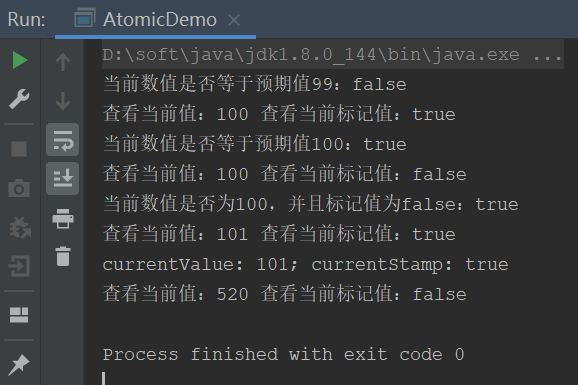 Run: AtomicDemo
D:\soft\java\jdk1.8.0_144\bin\java.exe ...
当前数值是否等于预期值99：false
查看当前值：100 查看当前标记值：true
当前数值是否等于预期值100：true
查看当前值：100 查看当前标记值：false
当前数值是否为100，并且标记值为false：true
查看当前值：101 查看当前标记值：true
currentValue: 101; currentStamp: true
查看当前值：520 查看当前标记值：false
Process finished with exit code 0